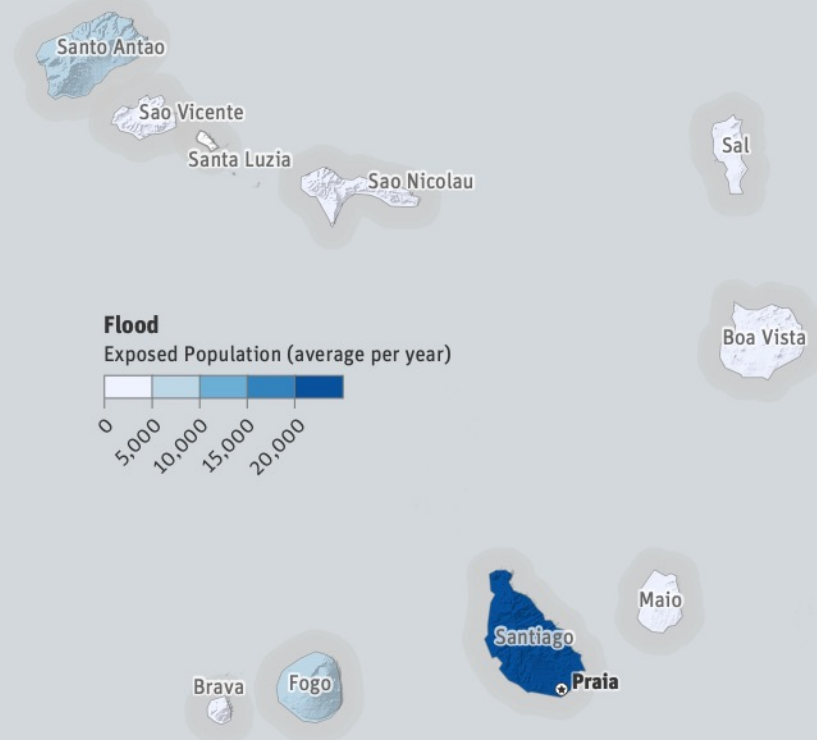 Santo Antao
Sao Vicente
Santa Luzia
Sao Nicolau
Sal
Boa Vista
Flood
Exposed Population (average per year)
0
5,000
10,000
15,000
20,000
Maio
Santiago
Praia
Fogo
Brava